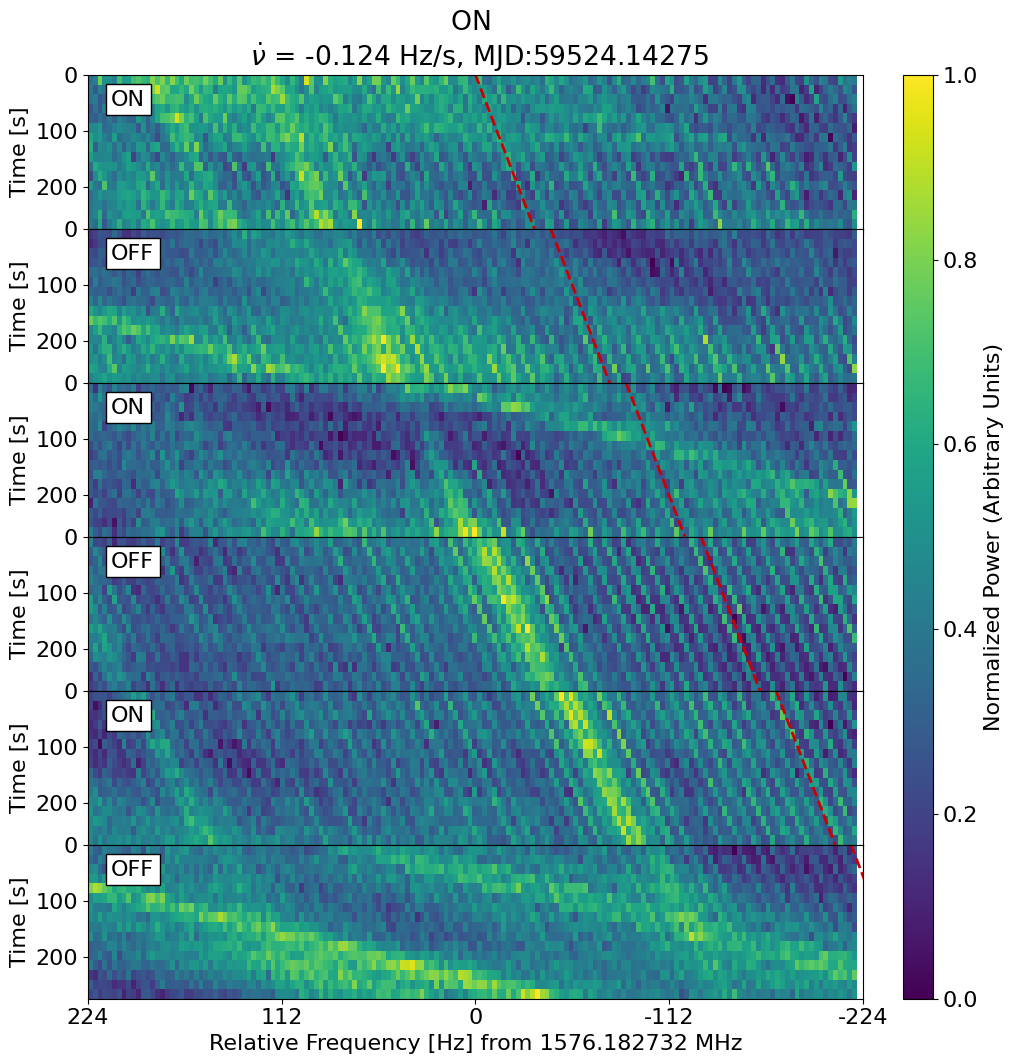 ON
ν̇ = -0.124 Hz/s, MJD:59524.14275
0
100
200
Time [s]
ON
0
100
200
Time [s]
OFF
0
100
200
Time [s]
ON
0
100
200
Time [s]
OFF
0
100
200
Time [s]
ON
0
100
200
Time [s]
OFF
224 112 0 -112 -224
Relative Frequency [Hz] from 1576.182732 MHz
1.0
0.8
0.6
0.4
0.2
0.0
Normalized Power (Arbitrary Units)